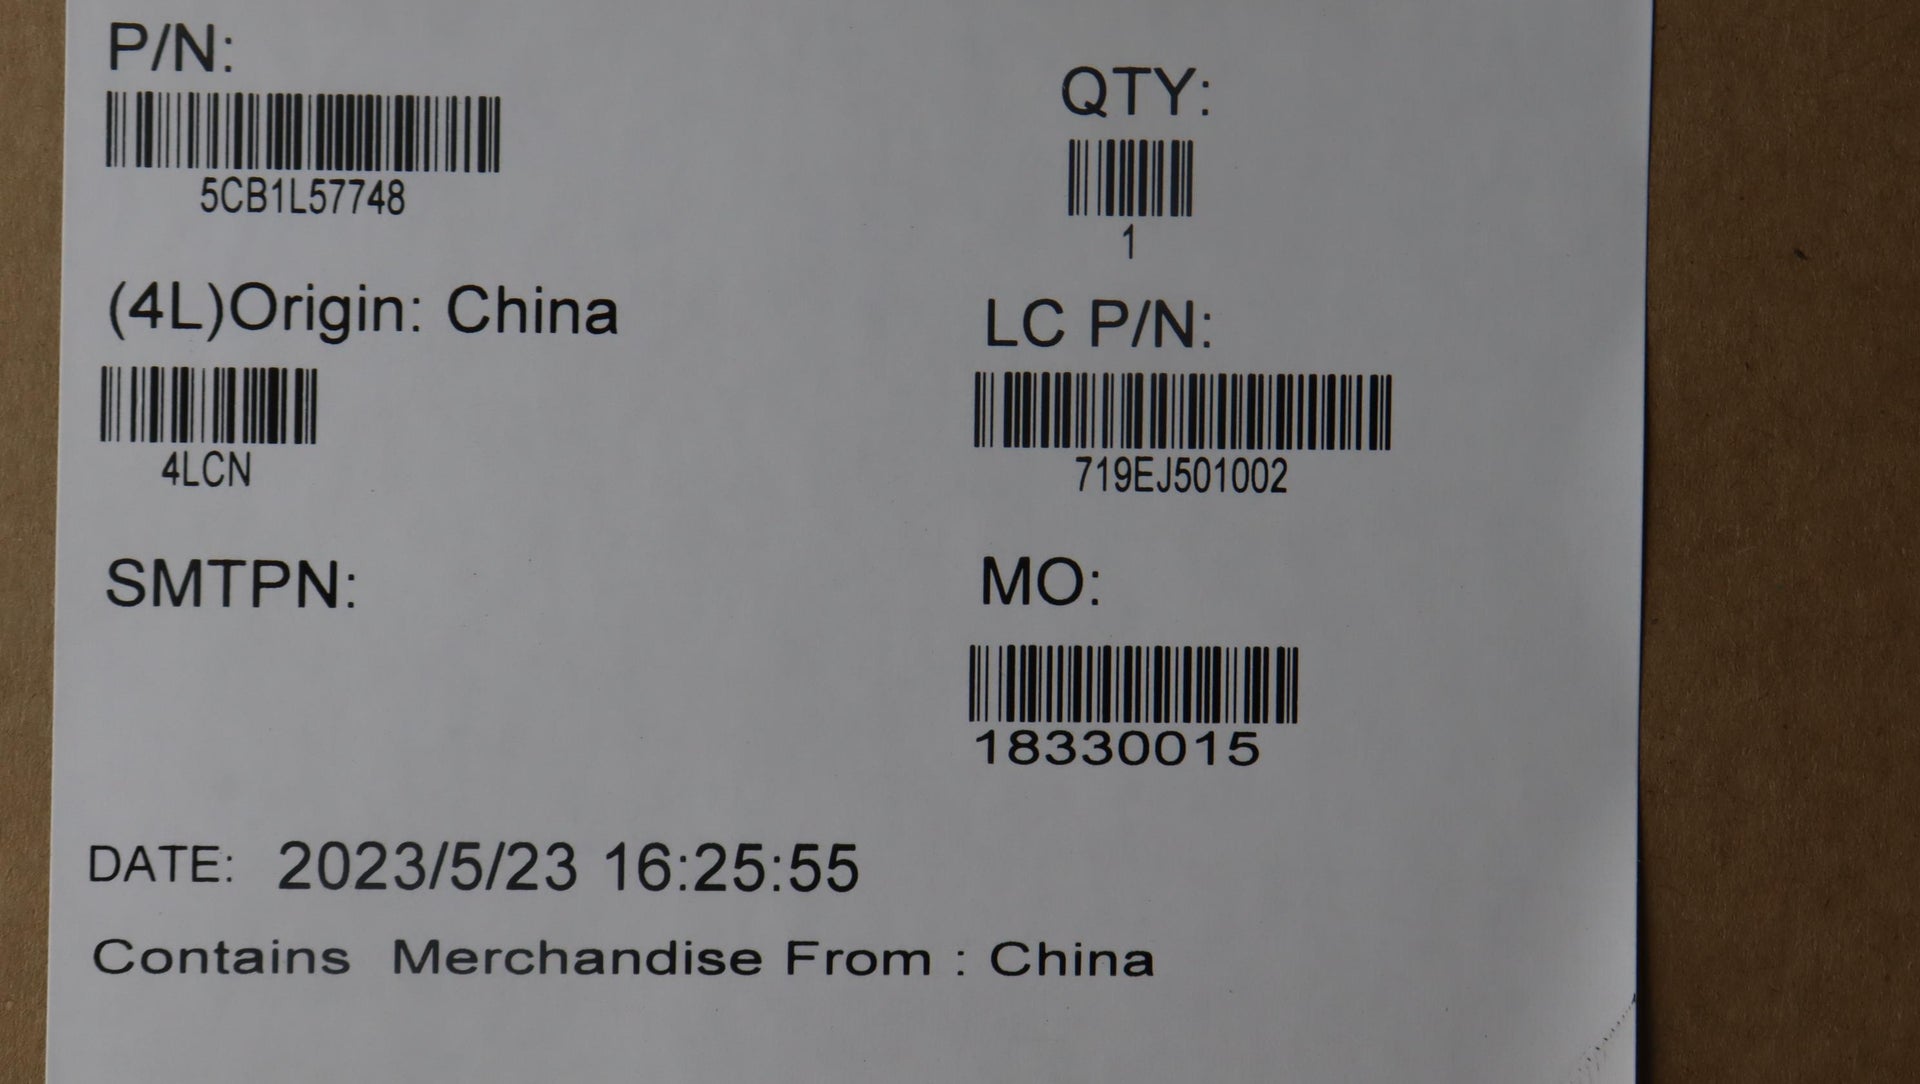 P/N:
5CB1L57748
QTY:
1
(4L)Origin: China
4LCN
LC P/N:
719EJ501002
SMTPN:
MO:
18330015
DATE: 2023/5/23 16:25:55
Contains Merchandise From : China